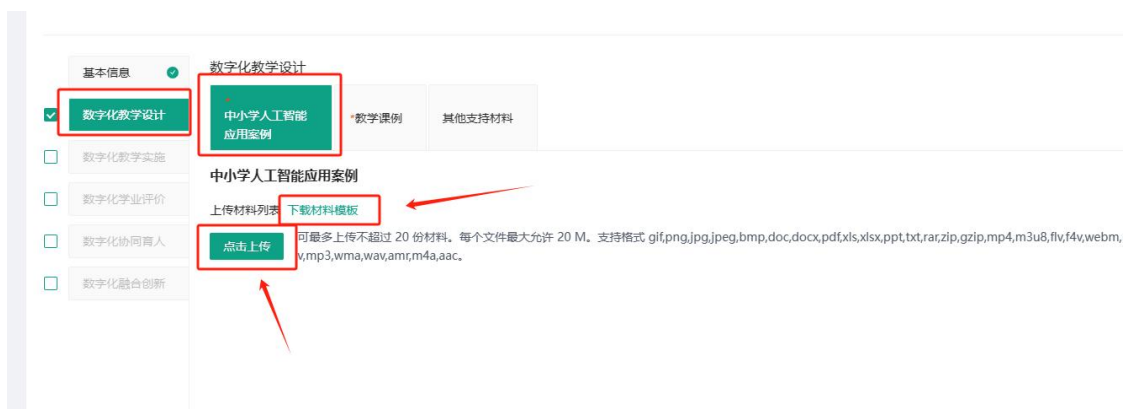 基本信息
数字化教学设计
数字化教学实施
数字化学业评价
数字化协同育人
数字化融合创新
数字化教学设计
*
中小学人工智能
应用案例
*教学课例
其他支持材料
中小学人工智能应用案例
上传材料列表 下载材料模板
点击上传
可最多上传不超过 20 份材料。每个文件最大允许 20 M。支持格式 gif,png,jpg,jpeg,bmp,doc,docx,pdf,xls,xlsx,ppt,txt,rar,zip,gzip,mp4,m3u8,flv,f4v,webm,
v,mp3,wma,wav,amr,m4a,aac。